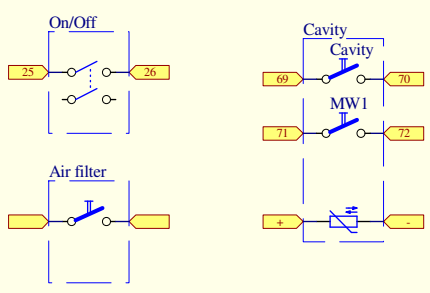 On/Off
25 26
Air filter
Cavity
Cavity
69 70
MW1
71 72
+ -